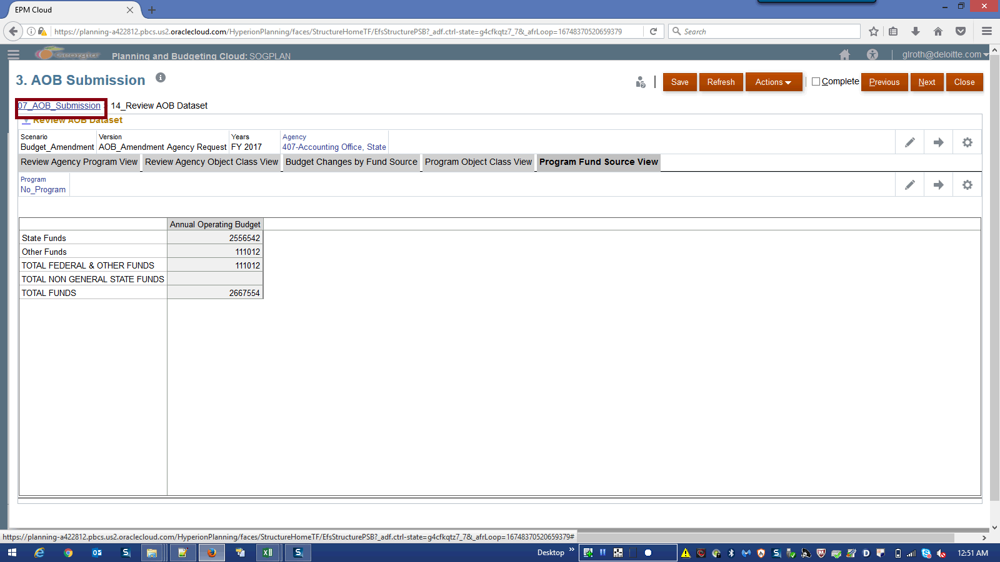 EPM Cloud
https://planning-a422812.pbcs.us2.oraclecloud.com/HyperionPlanning/faces/StructureHomeTF/EfsStructurePSB?_adf.ctrl-state=g4cfkqtz7_7&_afrLoop=16748370520659379
Search
Georgia Planning and Budgeting Cloud: SOGPLAN glroth@deloitte.com
3. AOB Submission
Save Refresh Actions Complete Previous Next Close
07_AOB_Submission 14_Review AOB Dataset
Review AOB Dataset
Scenario Version Years Agency
Budget_Amendment AOB_Amendment Agency Request FY 2017 407-Accounting Office, State
Review Agency Program View Review Agency Object Class View Budget Changes by Fund Source Program Object Class View Program Fund Source View
Program
No_Program
Annual Operating Budget
State Funds 2556542
Other Funds 111012
TOTAL FEDERAL & OTHER FUNDS 111012
TOTAL NON GENERAL STATE FUNDS
TOTAL FUNDS 2667554
https://planning-a422812.pbcs.us2.oraclecloud.com/HyperionPlanning/faces/StructureHomeTF/EfsStructurePSB?_adf.ctrl-state=g4cfkqtz7_7&_afrLoop=16748370520659379#
Desktop 12:51 AM